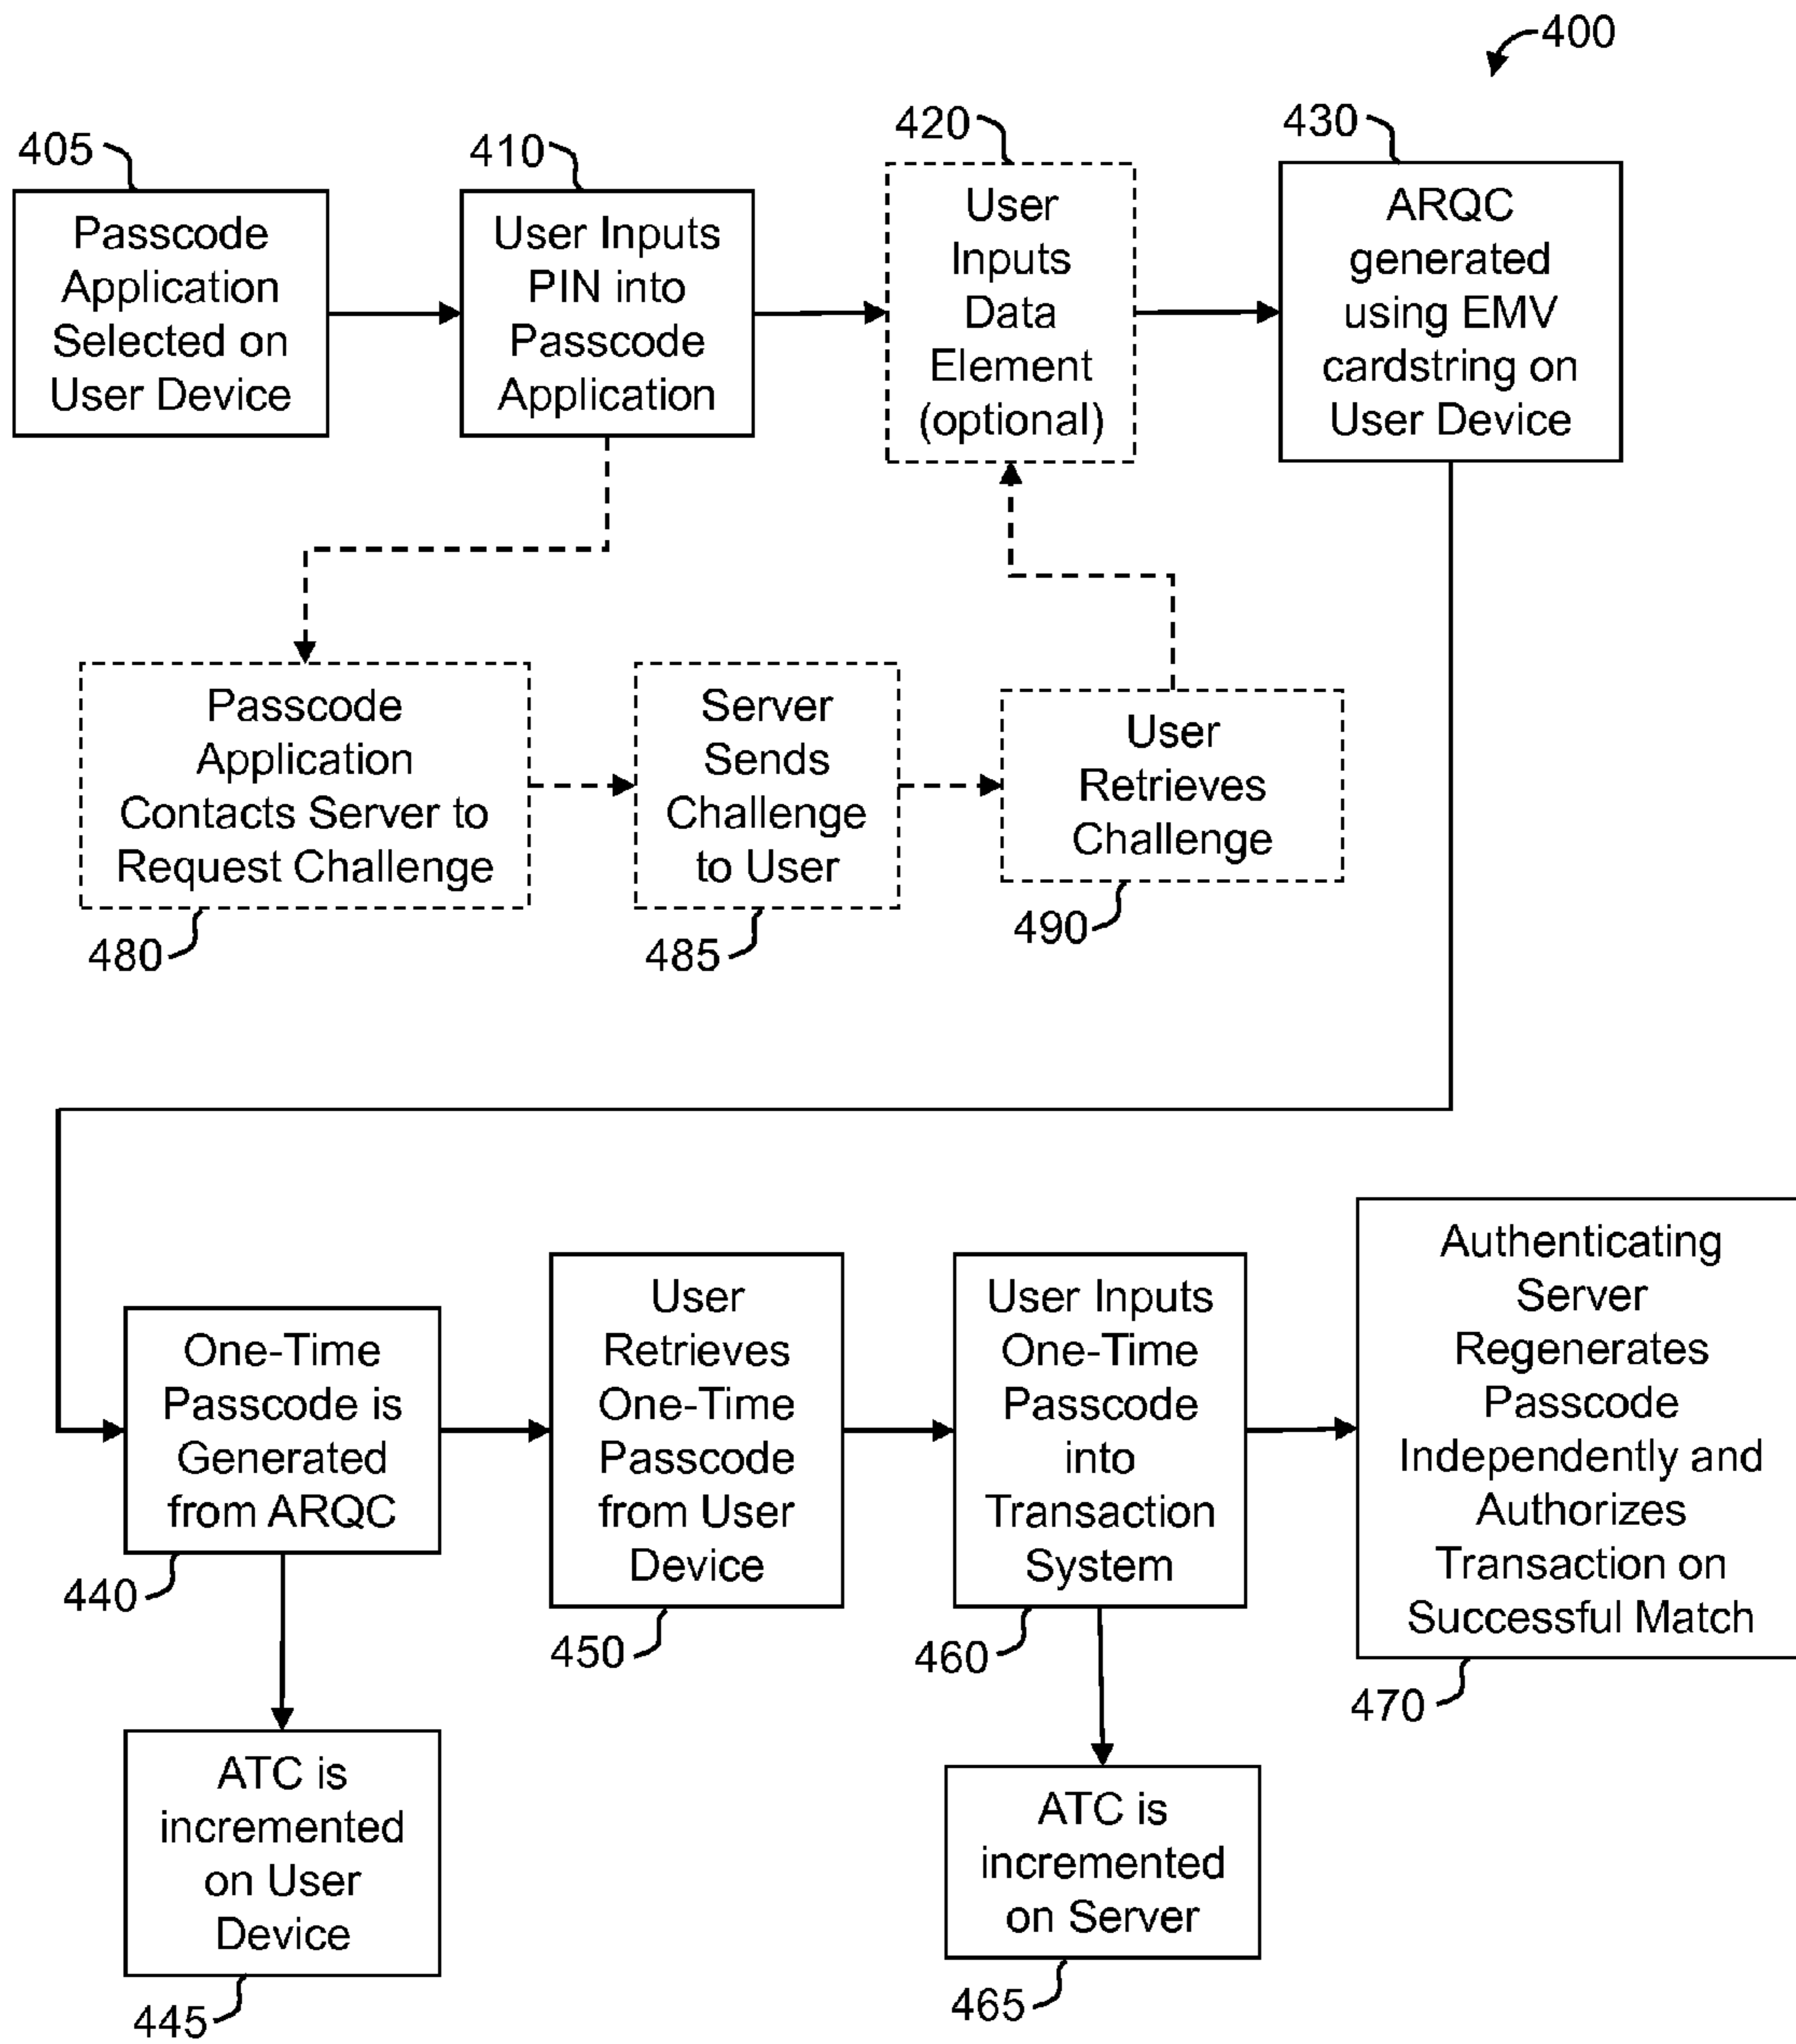 400
405
Passcode
Application
Selected on
User Device
410
User Inputs
PIN into
Passcode
Application
420
User
Inputs
Data
Element
(optional)
430
ARQC
generated
using EMV
cardstring on
User Device
Passcode
Application
Contacts Server to
Request Challenge
480
Server
Sends
Challenge
to User
485
User
Retrieves
Challenge
490
One-Time
Passcode is
Generated
from ARQC
440
User
Retrieves
One-Time
Passcode
from User
Device
450
User Inputs
One-Time
Passcode
into
Transaction
System
460
Authenticating
Server
Regenerates
Passcode
Independently and
Authorizes
Transaction on
Successful Match
470
ATC is
incremented
on User
Device
445
ATC is
incremented
on Server
465